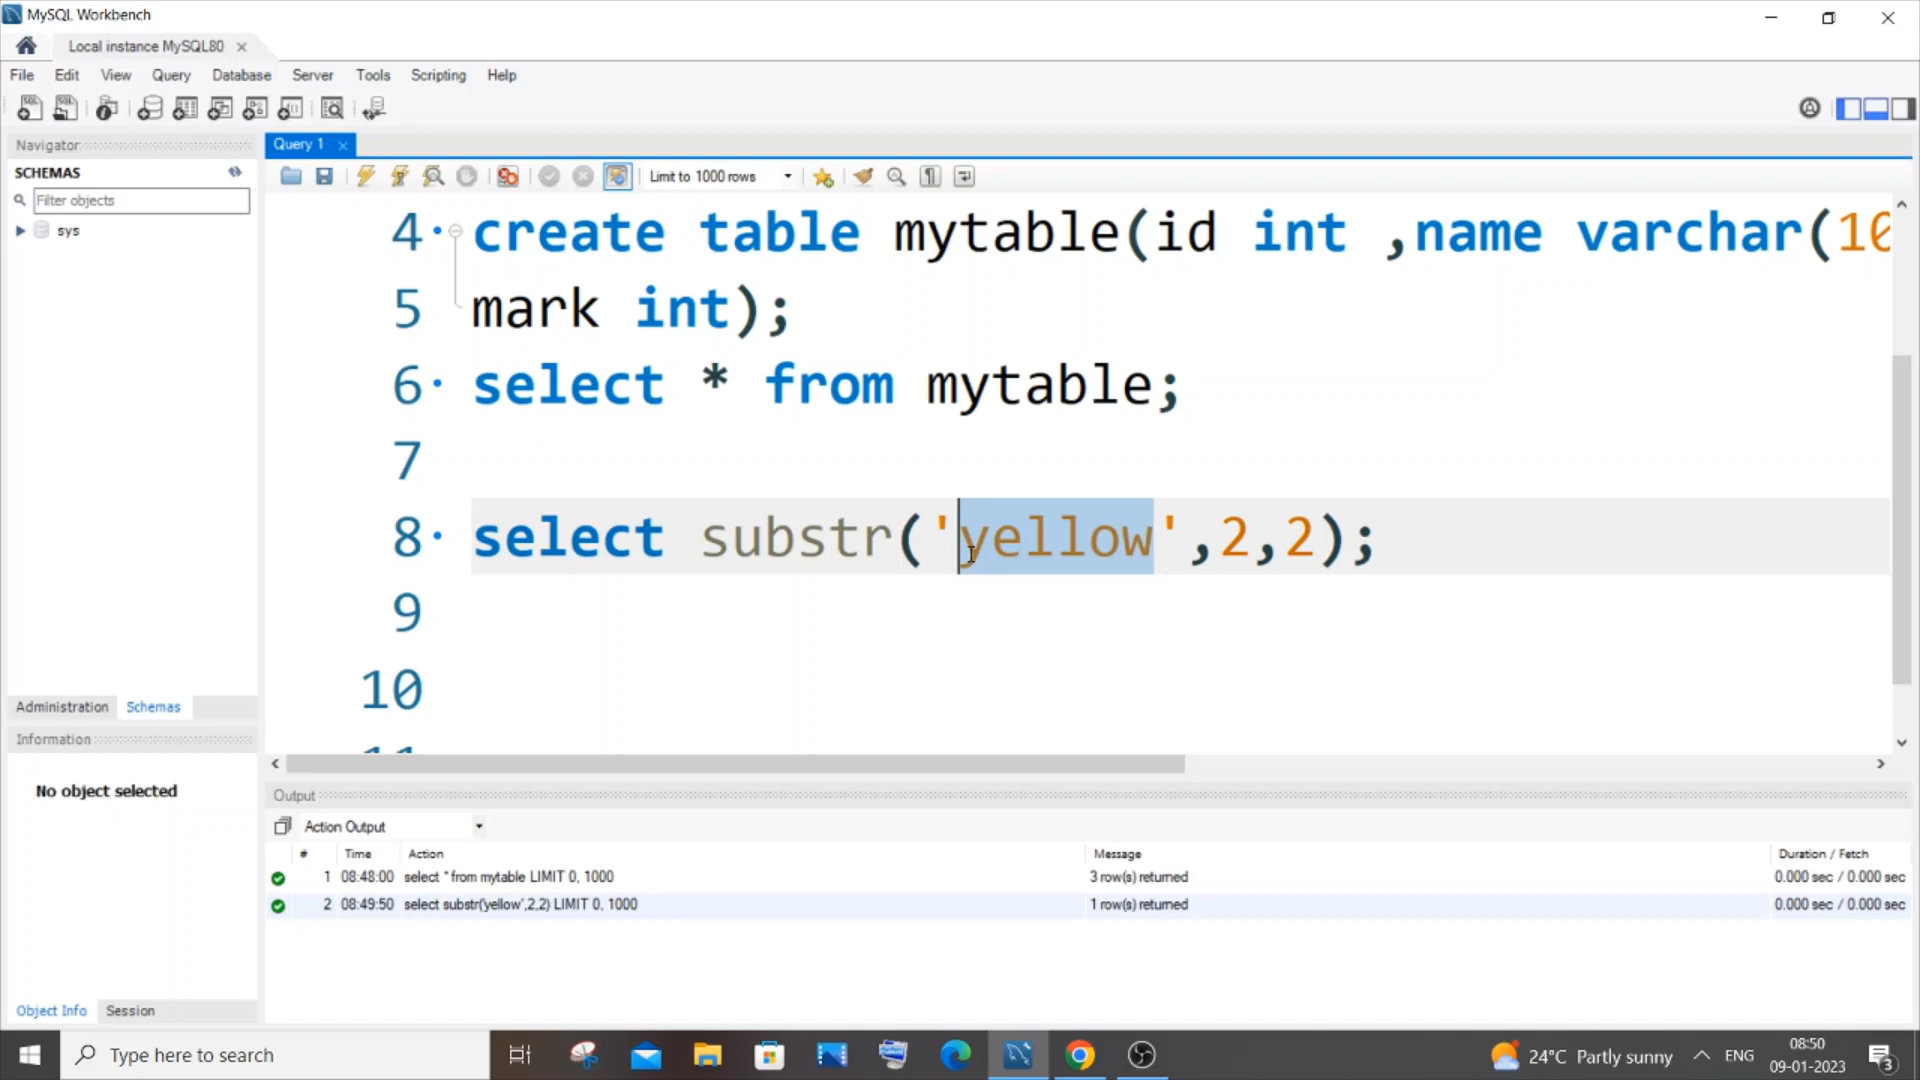 MySQL Workbench
Local instance MySQL80
File Edit View Query Database Server Tools Scripting Help
Navigator
SCHEMAS
Filter objects
sys
Administration Schemas
Information
No object selected
Object Info Session
Query 1
Limit to 1000 rows
4 create table mytable(id int ,name varchar(10
5 mark int);
6 select * from mytable;
7
8 select substr('yellow',2,2);
9
10
11
Output
Action Output
# Time Action Message Duration / Fetch
1 08:48:00 select * from mytable LIMIT 0, 1000 3 row(s) returned 0.000 sec / 0.000 sec
2 08:49:50 select substr('yellow',2,2) LIMIT 0, 1000 1 row(s) returned 0.000 sec / 0.000 sec
Type here to search
24°C Partly sunny
ENG
08:50
09-01-2023
3